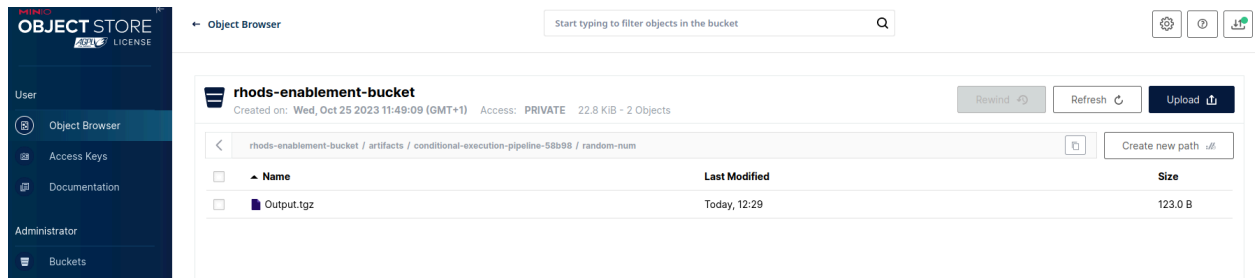 MINIO
OBJECT STORE
AGPLV3 LICENSE
User
Object Browser
Access Keys
Documentation
Administrator
Buckets
← Object Browser
Start typing to filter objects in the bucket
rhods-enablement-bucket
Created on: Wed, Oct 25 2023 11:49:09 (GMT+1) Access: PRIVATE 22.8 KiB - 2 Objects
Rewind
Refresh
Upload
rhods-enablement-bucket / artifacts / conditional-execution-pipeline-58b98 / random-num
Create new path
Name Last Modified Size
Output.tgz Today, 12:29 123.0 B